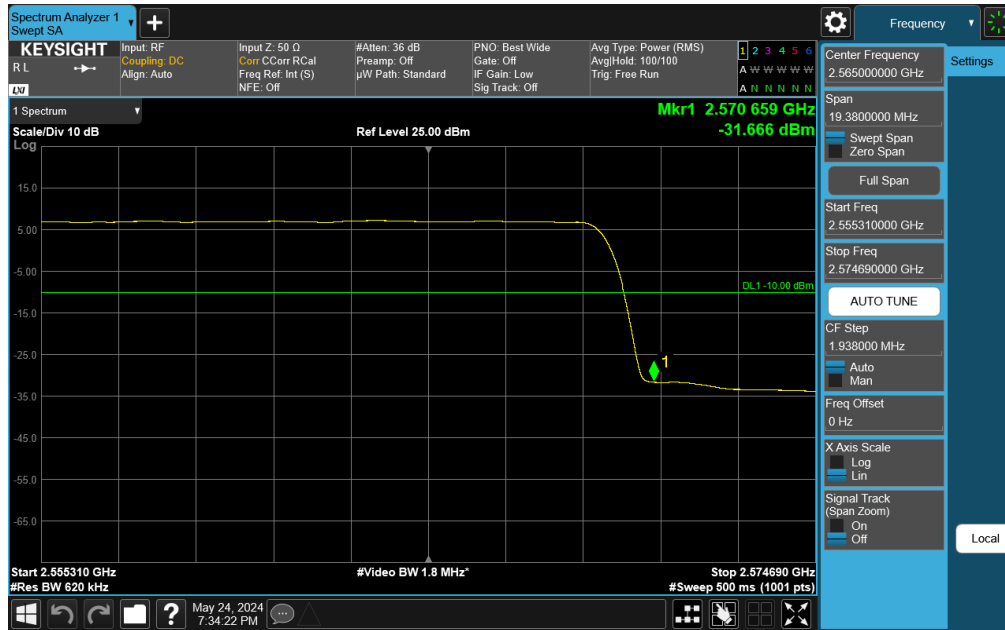 Spectrum Analyzer 1
Swept SA
+
Frequency
KEYSIGHT
R L
LXI
Input: RF
Coupling: DC
Align: Auto
Input Z: 50 Ω
Corr CCorr RCal
Freq Ref: Int (S)
NFE: Off
#Atten: 36 dB
Preamp: Off
µW Path: Standard
PNO: Best Wide
Gate: Off
IF Gain: Low
Sig Track: Off
Avg Type: Power (RMS)
Avg|Hold: 100/100
Trig: Free Run
1 2 3 4 5 6
A W W W W W
A N N N N N
1 Spectrum
Scale/Div 10 dB
Log
Ref Level 25.00 dBm
Mkr1 2.570 659 GHz
-31.666 dBm
15.0
5.00
-5.00
-15.0
-25.0
-35.0
-45.0
-55.0
-65.0
DL1 -10.00 dBm
1
Start 2.555310 GHz
#Res BW 620 kHz
#Video BW 1.8 MHz*
Stop 2.574690 GHz
#Sweep 500 ms (1001 pts)
Center Frequency
2.565000000 GHz
Span
19.3800000 MHz
Swept Span
Zero Span
Full Span
Start Freq
2.555310000 GHz
Stop Freq
2.574690000 GHz
AUTO TUNE
CF Step
1.938000 MHz
Auto
Man
Freq Offset
0 Hz
X Axis Scale
Log
Lin
Signal Track
(Span Zoom)
On
Off
Settings
Local
?
May 24, 2024
7:34:22 PM